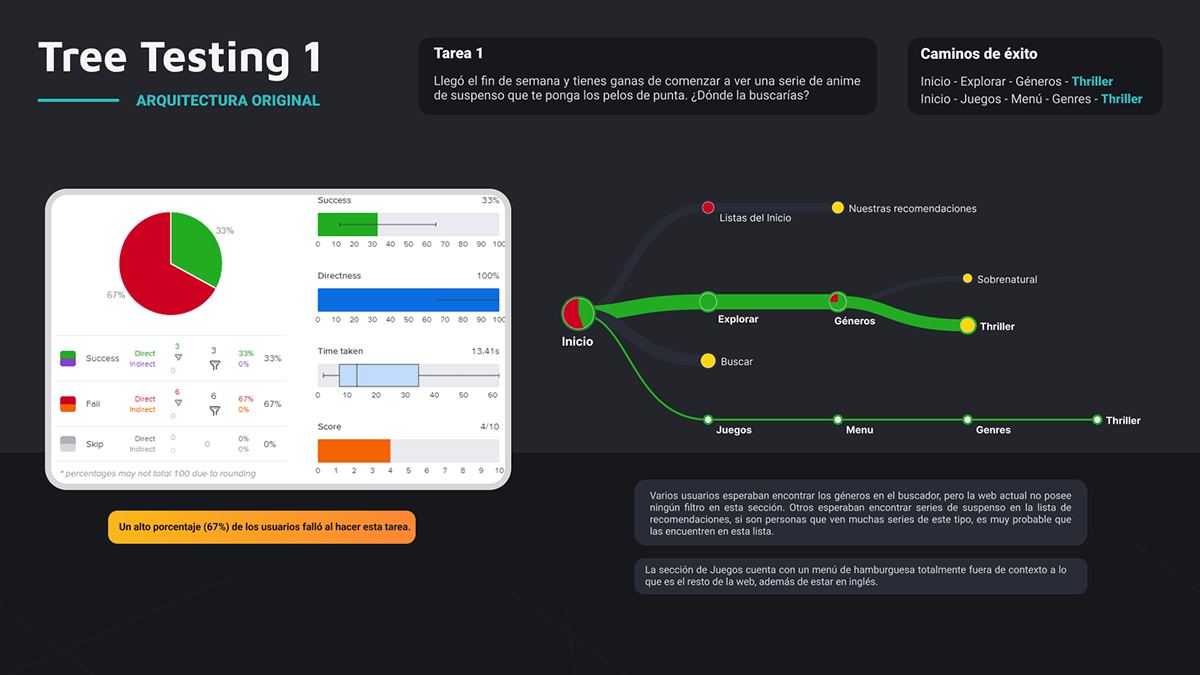 Tree Testing 1
ARQUITECTURA ORIGINAL
Tarea 1
Llegó el fin de semana y tienes ganas de comenzar a ver una serie de anime
de suspenso que te ponga los pelos de punta. ¿Dónde la buscarías?
Caminos de éxito
Inicio - Explorar - Géneros - Thriller
Inicio - Juegos - Menú - Genres - Thriller
33%
67%
Success Direct 3 3 33% 33%
Indirect 0 0%
Fail Direct 6 6 67% 67%
Indirect 0 0%
Skip Direct 0 0 0% 0%
Indirect 0 0%
* percentages may not total 100 due to rounding
Success 33%
0 10 20 30 40 50 60 70 80 90 100
Directness 100%
0 10 20 30 40 50 60 70 80 90 100
Time taken 13.41s
0 10 20 30 40 50 60
Score 4/10
0 1 2 3 4 5 6 7 8 9 10
Un alto porcentaje (67%) de los usuarios falló al hacer esta tarea.
Listas del Inicio
Nuestras recomendaciones
Sobrenatural
Explorar
Géneros
Thriller
Inicio
Buscar
Juegos
Menu
Genres
Thriller
Varios usuarios esperaban encontrar los géneros en el buscador, pero la web actual no posee
ningún filtro en esta sección. Otros esperaban encontrar series de suspenso en la lista de
recomendaciones, si son personas que ven muchas series de este tipo, es muy probable que
las encuentren en esta lista.
La sección de Juegos cuenta con un menú de hamburguesa totalmente fuera de contexto a lo
que es el resto de la web, además de estar en inglés.